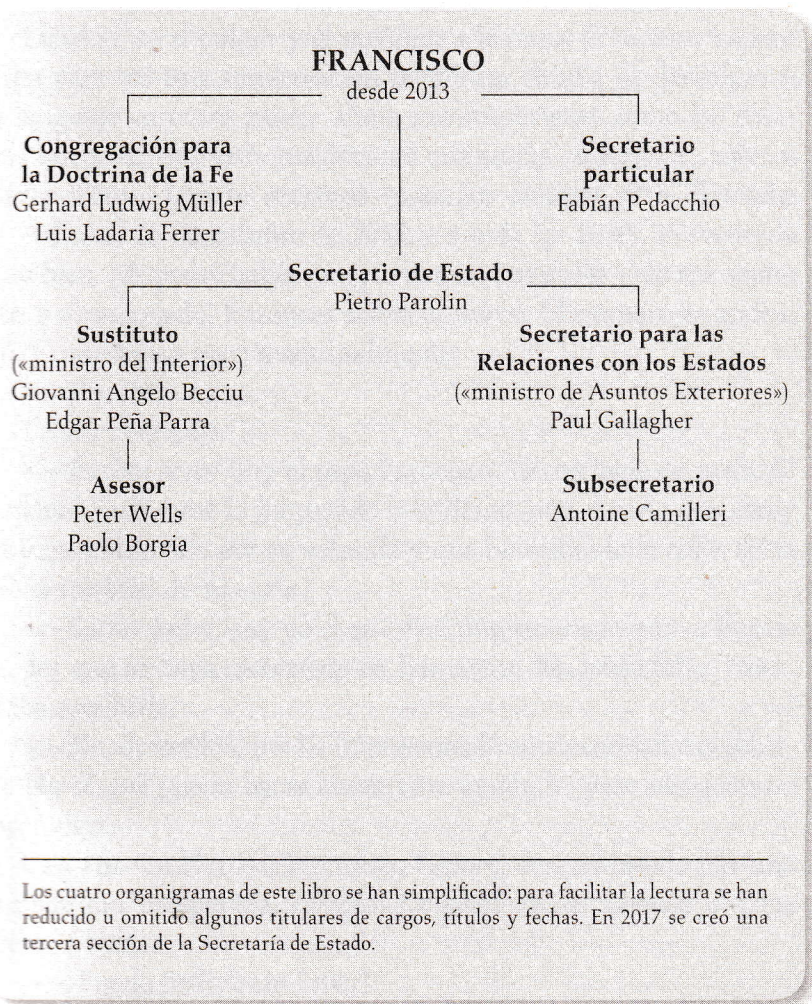 FRANCISCO
desde 2013
Congregación para
la Doctrina de la Fe
Gerhard Ludwig Müller
Luis Ladaria Ferrer
Secretario
particular
Fabián Pedacchio
Secretario de Estado
Pietro Parolin
Sustituto
(«ministro del Interior»)
Giovanni Angelo Becciu
Edgar Peña Parra
Secretario para las
Relaciones con los Estados
(«ministro de Asuntos Exteriores»)
Paul Gallagher
Asesor
Peter Wells
Paolo Borgia
Subsecretario
Antoine Camilleri
Los cuatro organigramas de este libro se han simplificado: para facilitar la lectura se han
reducido u omitido algunos titulares de cargos, títulos y fechas. En 2017 se creó una
tercera sección de la Secretaría de Estado.